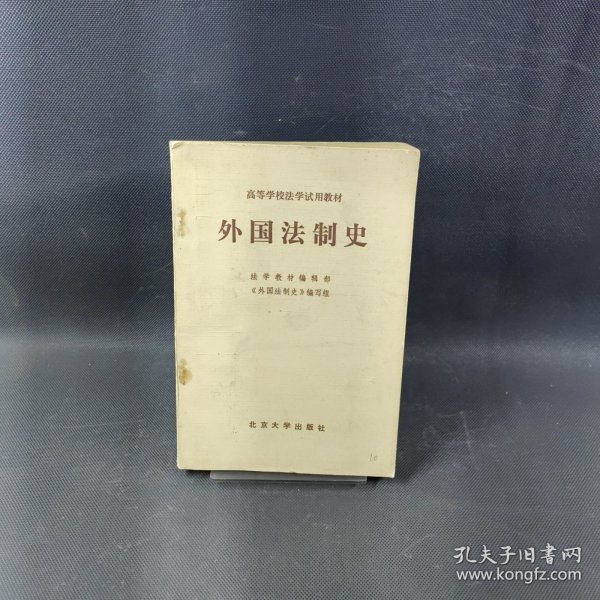 高等学校法学试用教材
外国法制史
法学教材编辑部
《外国法制史》编写组
北京大学出版社
10
孔夫子旧书网
www.kongfz.com